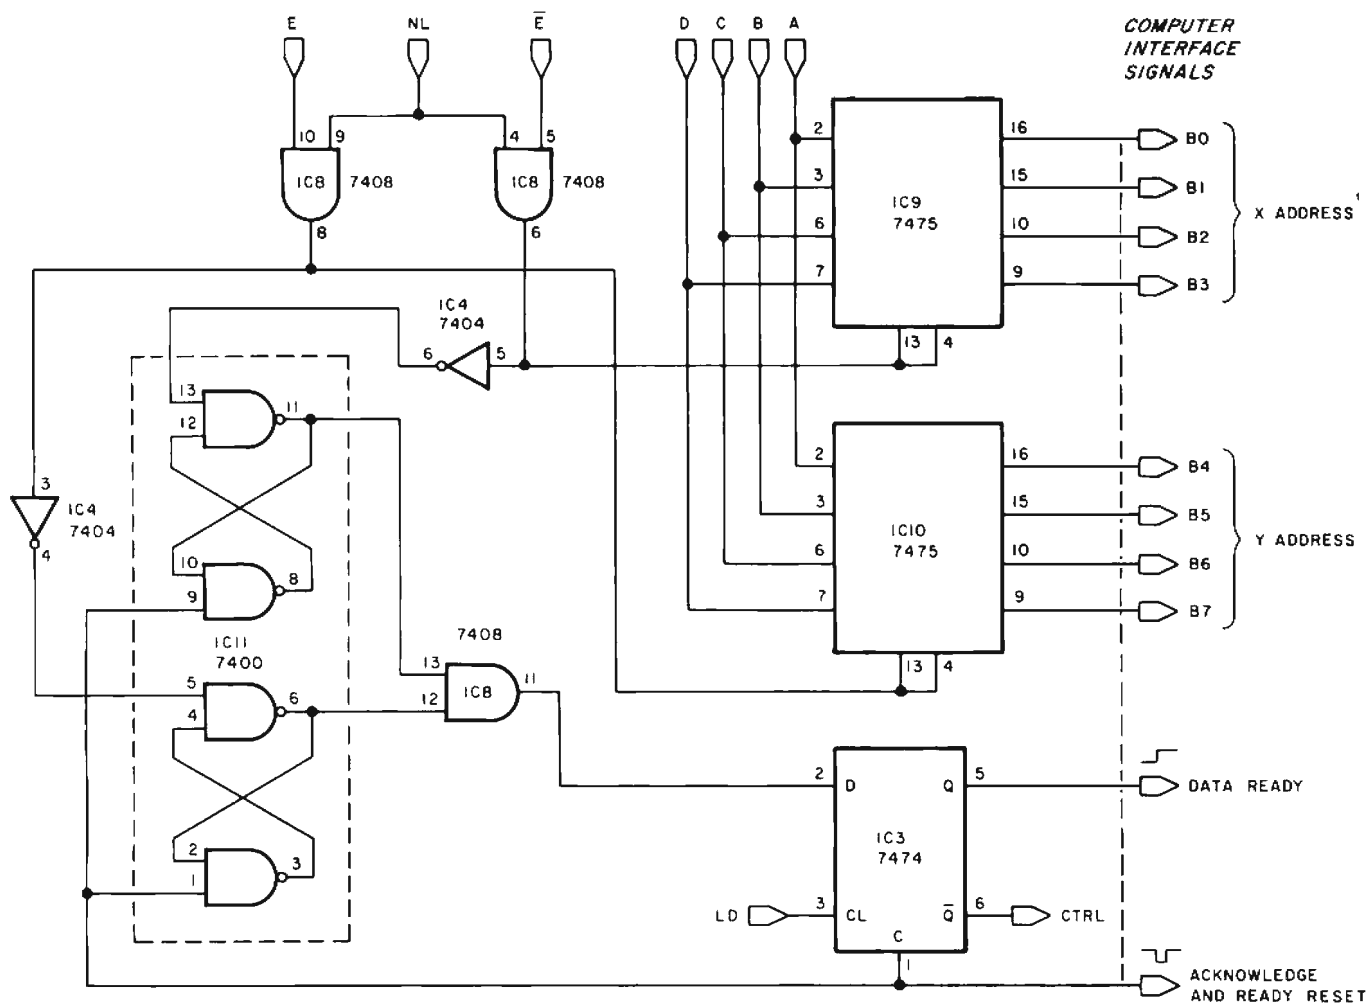 E NL E̅ D C B A COMPUTER
INTERFACE
SIGNALS
10 9 4 5
IC8 7408 IC8 7408
8 6
2 16 B0
3 15 B1
IC9
7475
6 10 B2
7 9 B3
X ADDRESS'
13 4
IC4
7404
6 5
13 11
12
3
IC4
7404
4
10 8
9
IC11
7400
2 16 B4
3 15 B5
IC10
7475
6 10 B6
7 9 B7
Y ADDRESS
13 4
7408
13 11
IC8
12
5 6
4
2 3
1
2 D Q 5 DATA READY
IC3
7474
LD 3 CL Q̅ 6 CTRL
C
1
ACKNOWLEDGE
AND READY RESET